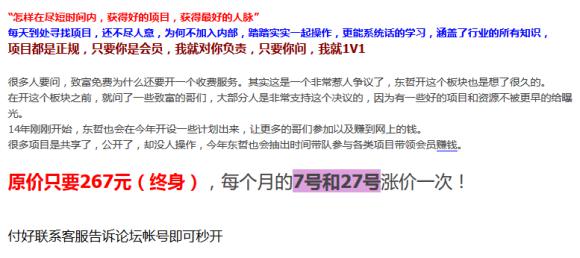 “怎样在尽短时间内，获得好的项目，获得最好的人脉”
每天到处寻找项目，还不尽人意，为何不加入内部，踏踏实实一起操作，更能系统话的学习，涵盖了行业的所有知识，
项目都是正规，只要你是会员，我就对你负责，只要你问，我就1V1
很多人要问，致富免费为什么还要开一个收费服务。其实这是一个非常惹人争议了，东哲开这个板块也是想了很久的。
在开这个板块之前，就问了一些致富的哥们，大部分人是非常支持这个决议的，因为有一些好的项目和资源不被更早的给曝
光。
14年刚刚开始，东哲也会在今年开设一些计划出来，让更多的哥们参加以及赚到网上的钱。
很多项目是共享了，公开了，却没人操作，今年东哲也会抽出时间带队参与各类项目带领会员赚钱。
原价只要267元（终身），每个月的7号和27号涨价一次！
付好联系客服告诉论坛帐号即可秒开